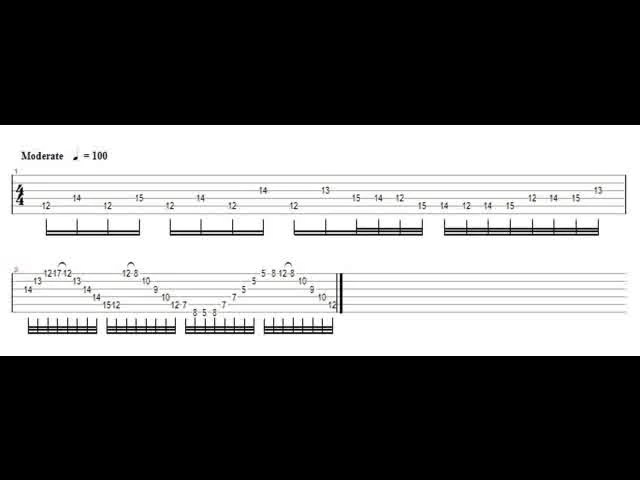 Moderate ♩ = 100
1
4 4 12 14 12 15 12 14 12 14 12 13 15 14 12 15 14 12 14 15 12 14 15 13
14 13 12 17 12 13 14 14 15 12 12 8 10 9 10 12 7 8 5 8 7 7 5 5 5 8 12 8 10 9 10 12